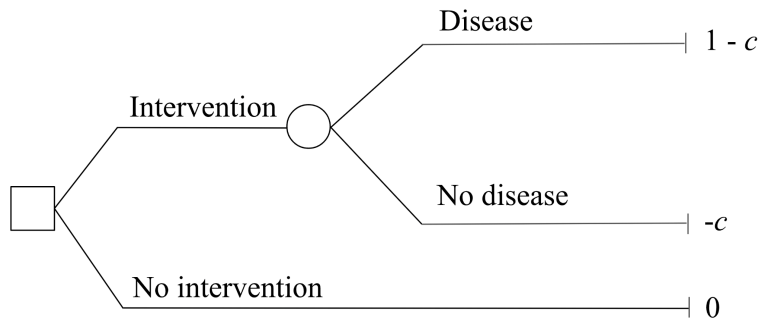 Disease
1 - c
Intervention
No disease
-c
No intervention
0